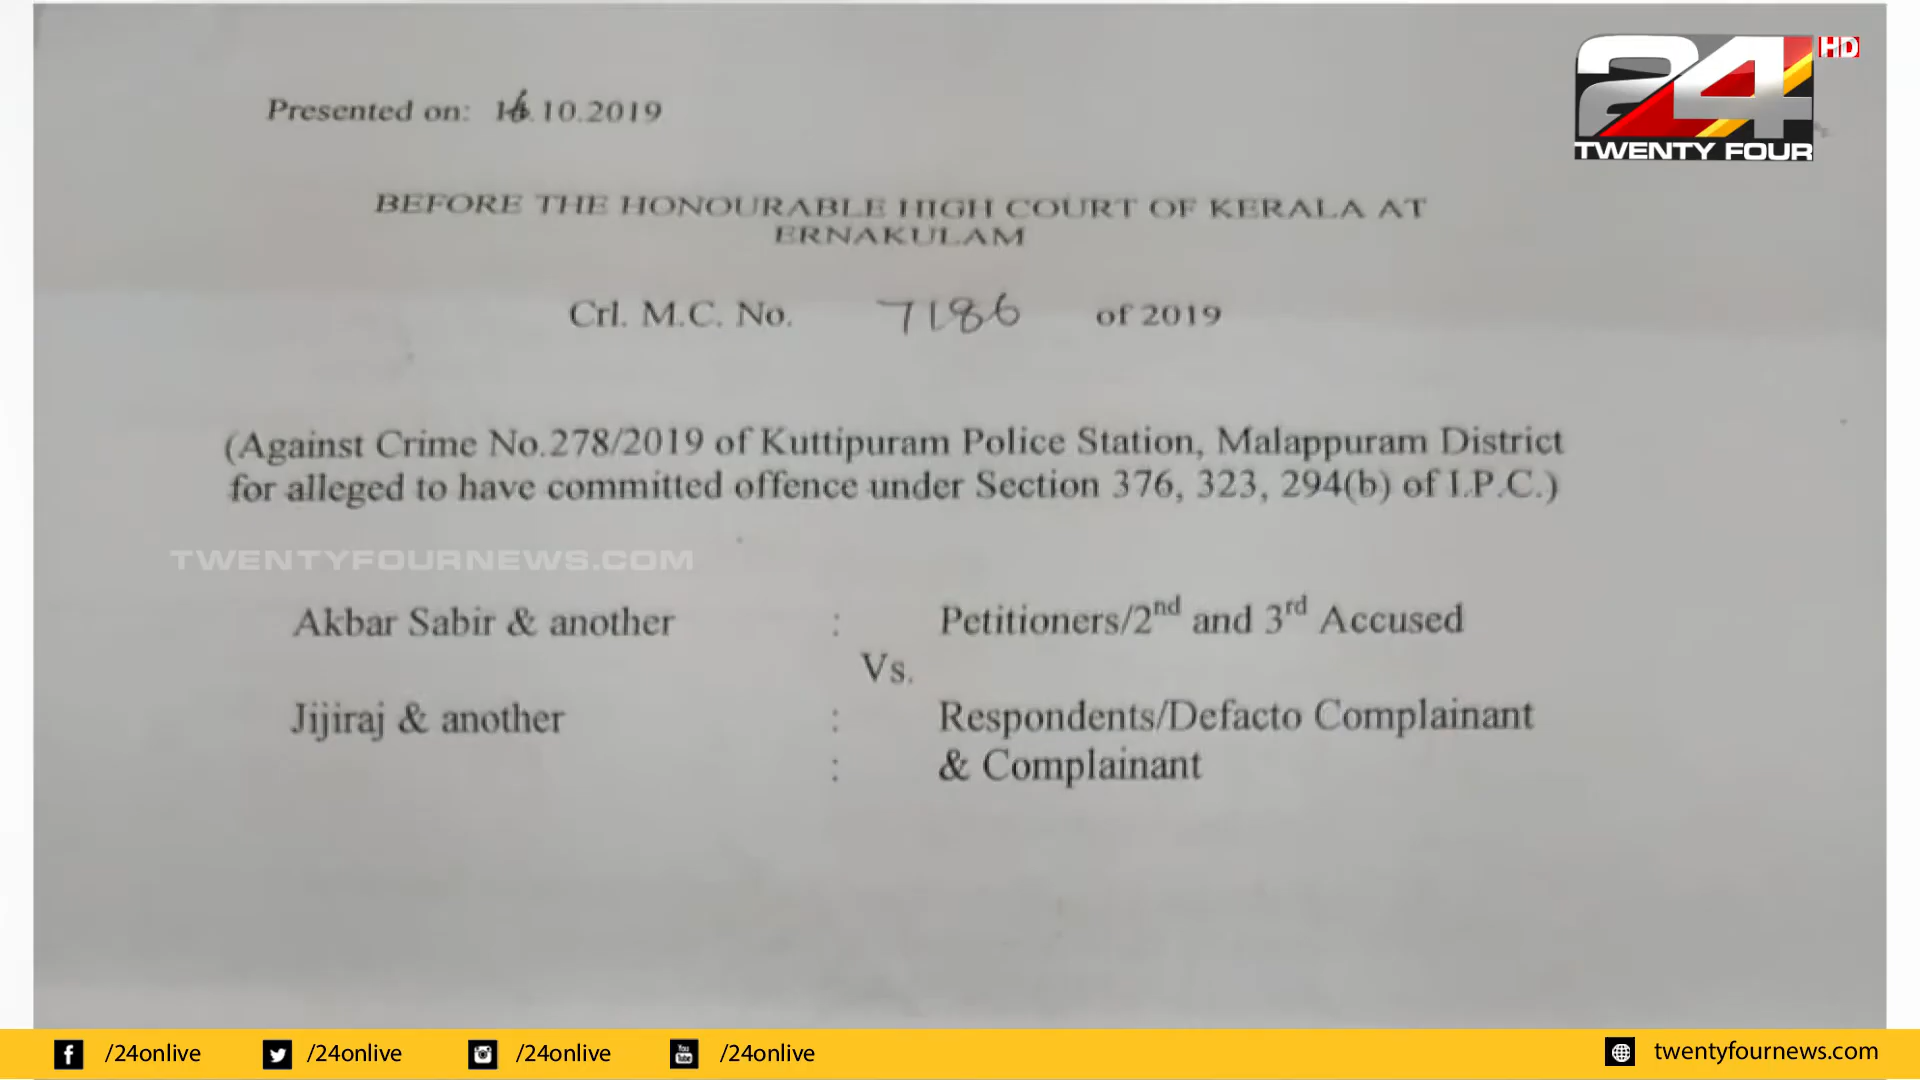 24 HD
TWENTY FOUR
Presented on: 16.10.2019
BEFORE THE HONOURABLE HIGH COURT OF KERALA AT
ERNAKULAM
Crl. M.C. No. 7186 of 2019
(Against Crime No.278/2019 of Kuttipuram Police Station, Malappuram District
for alleged to have committed offence under Section 376, 323, 294(b) of I.P.C.)
TWENTYFOURNEWS.COM
Akbar Sabir & another : Petitioners/2nd and 3rd Accused
Vs.
Jijiraj & another : Respondents/Defacto Complainant
: & Complainant
/24onlive /24onlive /24onlive You Tube /24onlive twentyfournews.com